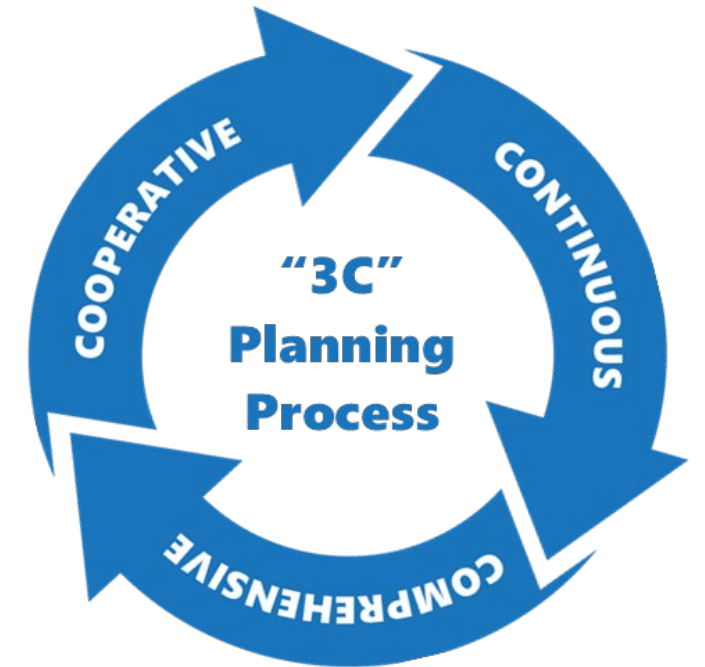 COOPERATIVE
CONTINUOUS
“3C”
Planning
Process
COMPREHENSIVE